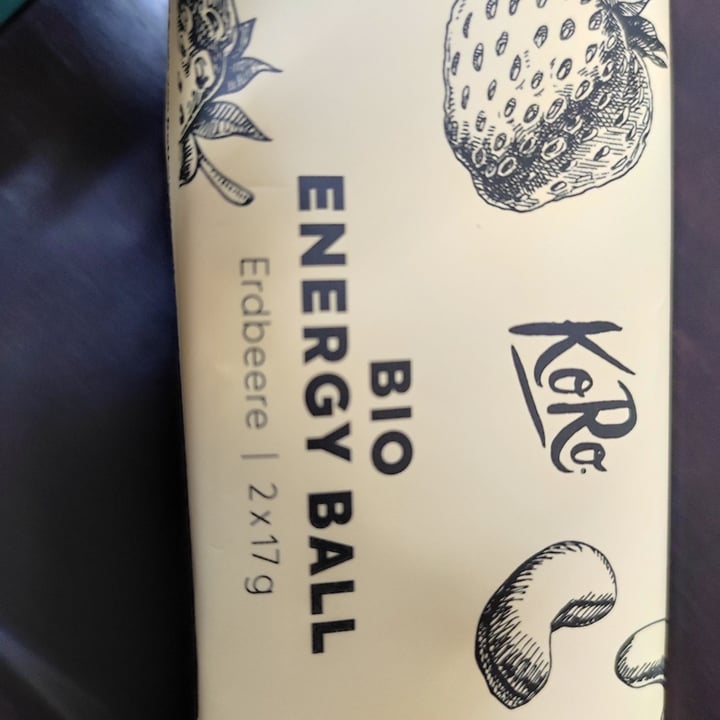 KoRo
BIO
ENERGY BALL
Erdbeere | 2x17g